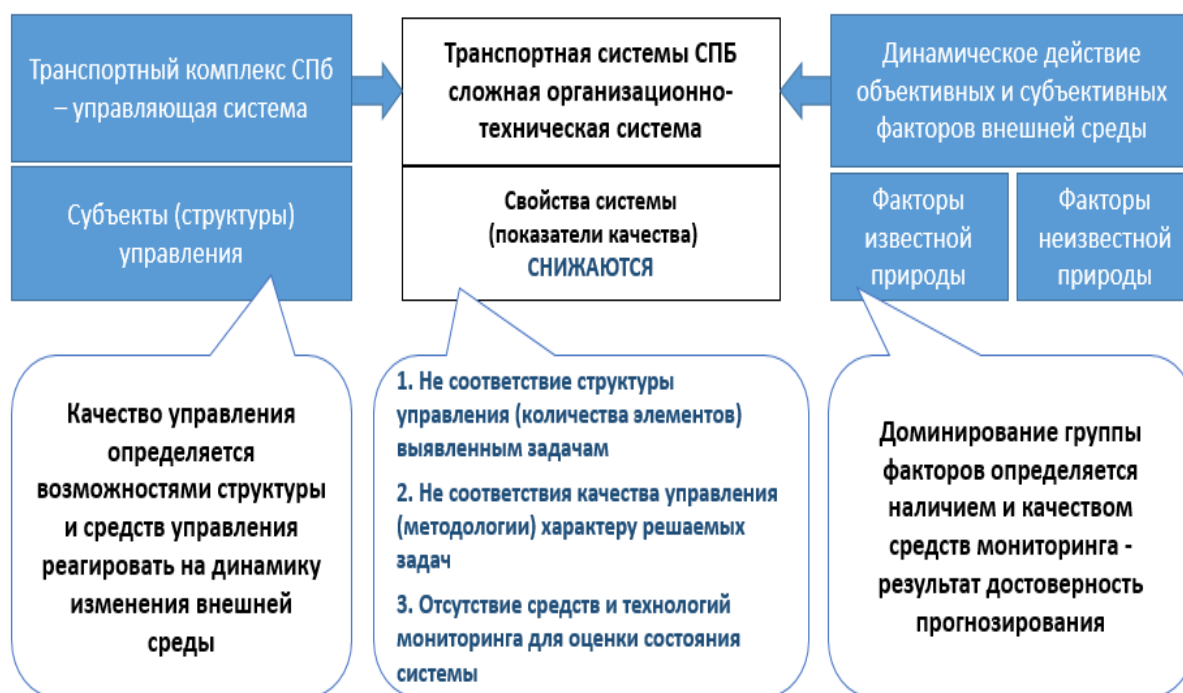 Транспортный комплекс СПб
– управляющая система
Субъекты (структуры)
управления
Транспортная системы СПБ
сложная организационно-
техническая система
Свойства системы
(показатели качества)
СНИЖАЮТСЯ
Динамическое действие
объективных и субъективных
факторов внешней среды
Факторы
известной
природы
Факторы
неизвестной
природы
Качество управления
определяется
возможностями структуры
и средств управления
реагировать на динамику
изменения внешней
среды
1. Не соответствие структуры
управления (количества элементов)
выявленным задачам
2. Не соответствия качества управления
(методологии) характеру решаемых
задач
3. Отсутствие средств и технологий
мониторинга для оценки состояния
системы
Доминирование группы
факторов определяется
наличием и качеством
средств мониторинга -
результат достоверность
прогнозирования